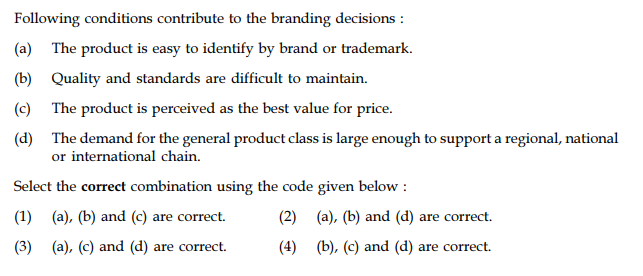 Following conditions contribute to the branding decisions :
(a) The product is easy to identify by brand or trademark.
(b) Quality and standards are difficult to maintain.
(c) The product is perceived as the best value for price.
(d) The demand for the general product class is large enough to support a regional, national
or international chain.
Select the correct combination using the code given below :
(1) (a), (b) and (c) are correct. (2) (a), (b) and (d) are correct.
(3) (a), (c) and (d) are correct. (4) (b), (c) and (d) are correct.